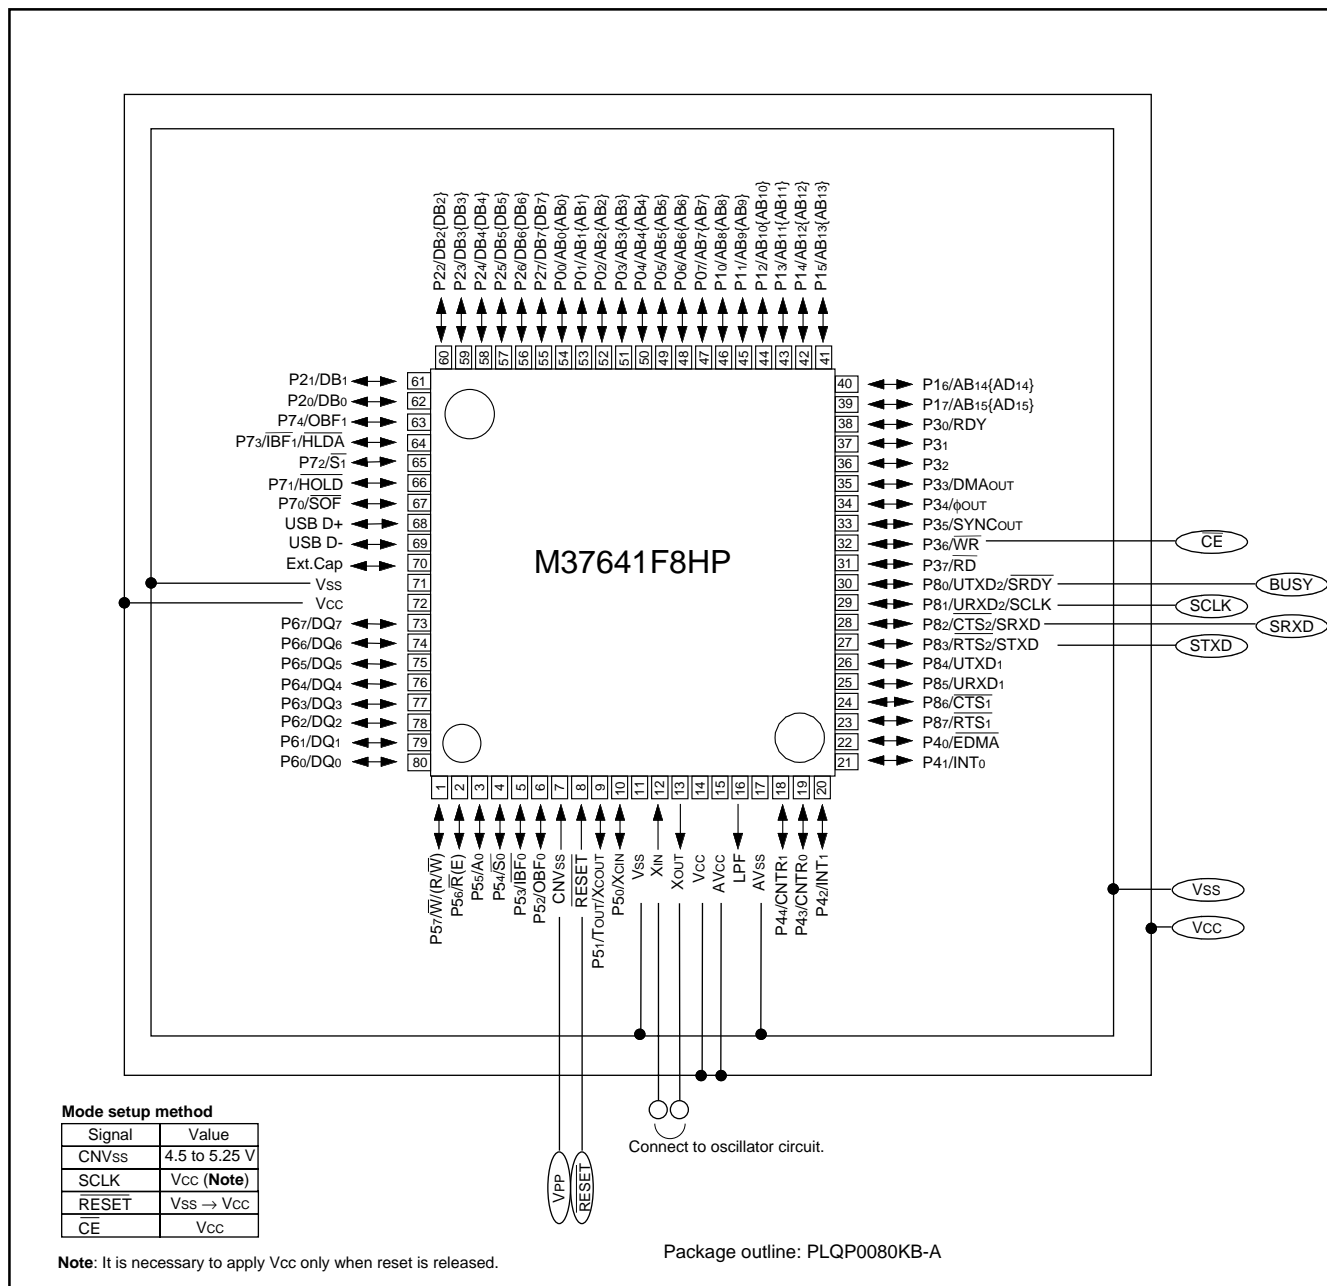 P22/DB2{DB2}
P23/DB3{DB3}
P24/DB4{DB4}
P25/DB5{DB5}
P26/DB6{DB6}
P27/DB7{DB7}
P00/AB0{AB0}
P01/AB1{AB1}
P02/AB2{AB2}
P03/AB3{AB3}
P04/AB4{AB4}
P05/AB5{AB5}
P06/AB6{AB6}
P07/AB7{AB7}
P10/AB8{AB8}
P11/AB9{AB9}
P12/AB10{AB10}
P13/AB11{AB11}
P14/AB12{AB12}
P15/AB13{AB13}
60 59 58 57 56 55 54 53 52 51 50 49 48 47 46 45 44 43 42 41
P21/DB1 61
P20/DB0 62
P74/OBF1 63
P73/IBF1/HLDA 64
P72/S1 65
P71/HOLD 66
P70/SOF 67
USB D+ 68
USB D- 69
Ext.Cap 70
Vss 71
Vcc 72
P67/DQ7 73
P66/DQ6 74
P65/DQ5 75
P64/DQ4 76
P63/DQ3 77
P62/DQ2 78
P61/DQ1 79
P60/DQ0 80
M37641F8HP
40 P16/AB14{AD14}
39 P17/AB15{AD15}
38 P30/RDY
37 P31
36 P32
35 P33/DMAOUT
34 P34/φOUT
33 P35/SYNCOUT
32 P36/WR CE
31 P37/RD
30 P80/UTXD2/SRDY BUSY
29 P81/URXD2/SCLK SCLK
28 P82/CTS2/SRXD SRXD
27 P83/RTS2/STXD STXD
26 P84/UTXD1
25 P85/URXD1
24 P86/CTS1
23 P87/RTS1
22 P40/EDMA
21 P41/INT0
1 2 3 4 5 6 7 8 9 10 11 12 13 14 15 16 17 18 19 20
P57/W/(R/W)
P56/R(E)
P55/A0
P54/S0
P53/IBF0
P52/OBF0
CNVSS
RESET
P51/TOUT/XCOUT
P50/XCIN
Vss
XIN
XOUT
Vcc
AVcc
LPF
AVss
P44/CNTR1
P43/CNTR0
P42/INT1
Vss
Vcc
Connect to oscillator circuit.
VPP
RESET
Mode setup method
Signal Value
CNVss 4.5 to 5.25 V
SCLK Vcc (Note)
RESET Vss → Vcc
CE Vcc
Note: It is necessary to apply Vcc only when reset is released.
Package outline: PLQP0080KB-A